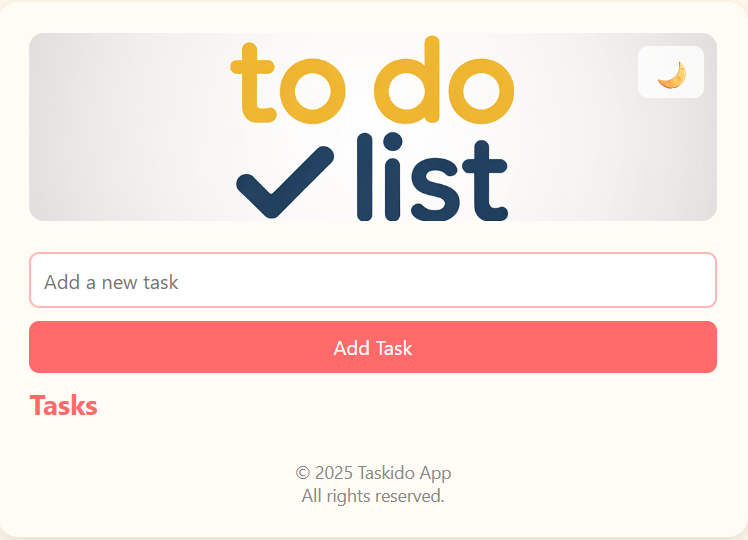 to do
list
Add a new task
Add Task
Tasks
© 2025 Taskido App
All rights reserved.